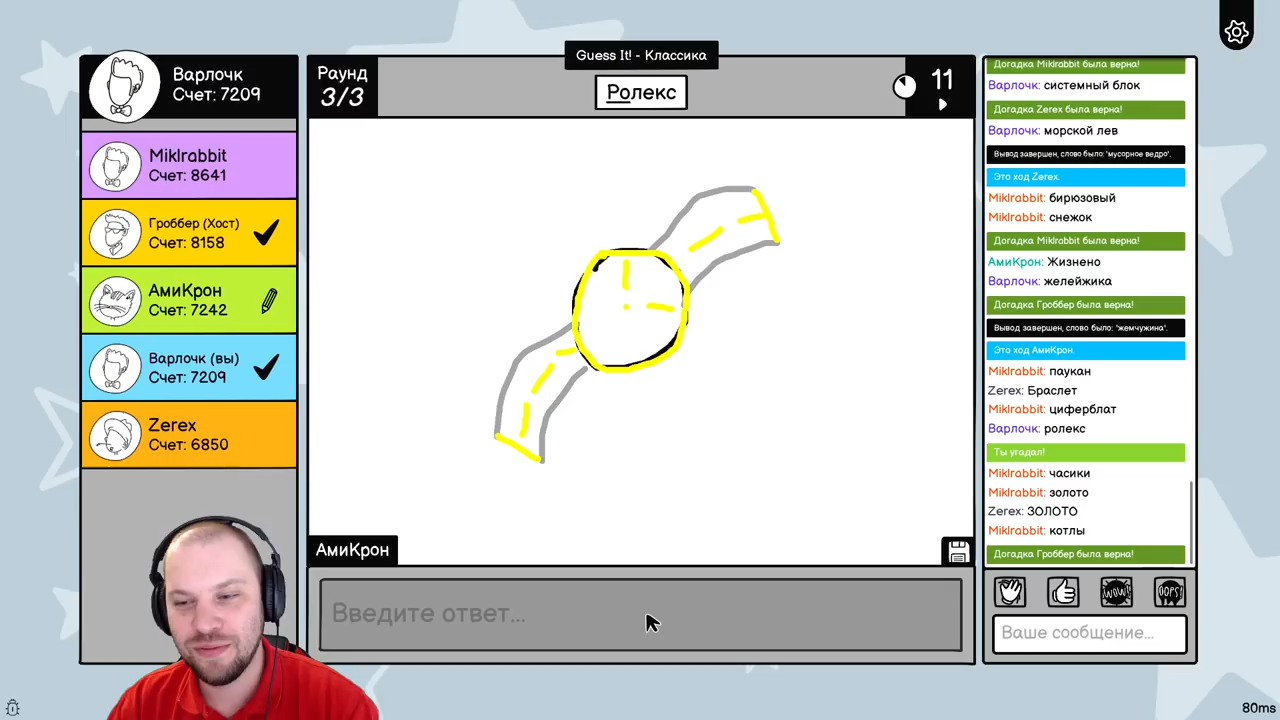 Варлочк
Счет: 7209
Miklrabbit
Счет: 8641
Гроббер (Хост)
Счет: 8158
АмиКрон
Счет: 7242
Варлочк (вы)
Счет: 7209
Zerex
Счет: 6850
Guess It! - Классика
Раунд
3/3
Ролекс
11
АмиКрон
Введите ответ...
Догадка Miklrabbit была верна!
Варлочк: системный блок
Догадка Zerex была верна!
Варлочк: морской лев
Вывод завершен, слово было: 'мусорное ведро'.
Это ход Zerex.
Miklrabbit: бирюзовый
Miklrabbit: снежок
Догадка Miklrabbit была верна!
АмиКрон: Жизнено
Варлочк: желейжика
Догадка Гроббер была верна!
Вывод завершен, слово было: 'жемчужина'.
Это ход АмиКрон.
Miklrabbit: паукан
Zerex: Браслет
Miklrabbit: циферблат
Варлочк: ролекс
Ты угадал!
Miklrabbit: часики
Miklrabbit: золото
Zerex: ЗОЛОТО
Miklrabbit: котлы
Догадка Гроббер была верна!
WOW!
OOPS!
Ваше сообщение...
80ms